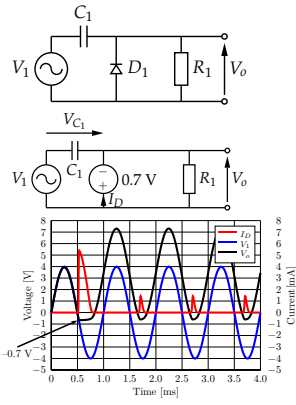 C1
V1
D1
R1
Vo
VC1
C1
V1
−
+
0.7 V
ID
R1
Vo
ID
V1
Vo
Voltage [V]
8
7
6
5
4
3
2
1
0
−1
−2
−3
−4
−5
8
7
6
5
4
3
2
1
0
−1
−2
−3
−4
−5
Current[mA]
−0.7 V
0.0 0.5 1.0 1.5 2.0 2.5 3.0 3.5 4.0
Time [ms]